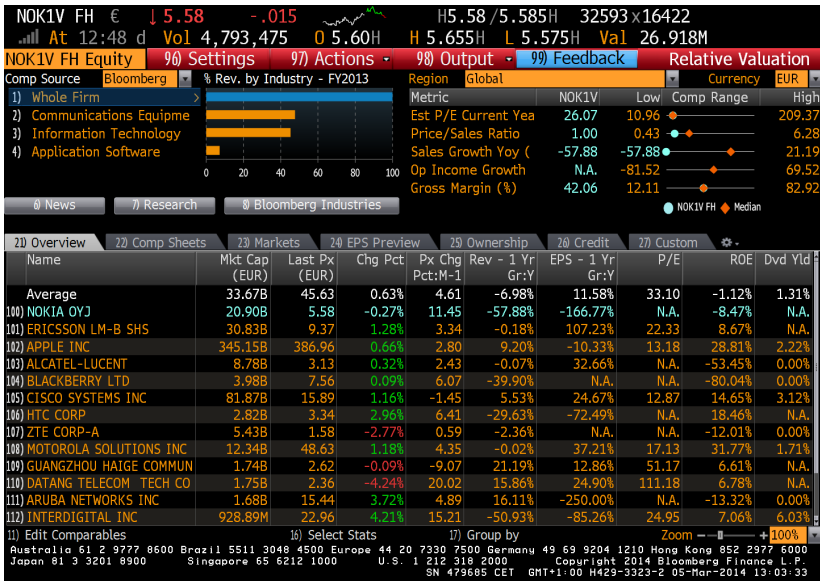 NOK1V FH € ↓ 5.58 -.015 H5.58 / 5.585H 32593 x 16422
At 12:48 d Vol 4,793,475 O 5.60H H 5.655H L 5.575H Val 26.918M
NOK1V FH Equity 96) Settings 97) Actions 98) Output 99) Feedback Relative Valuation
Comp Source Bloomberg % Rev. by Industry - FY2013 Region Global Currency EUR
1) Whole Firm > Metric NOK1V Low Comp Range High
2) Communications Equipme Est P/E Current Yea 26.07 10.96 209.37
3) Information Technology Price/Sales Ratio 1.00 0.43 6.28
4) Application Software Sales Growth Yoy ( -57.88 -57.88 21.19
0 20 40 60 80 100 Op Income Growth N.A. -81.52 69.52
Gross Margin (%) 42.06 12.11 82.92
6) News 7) Research 8) Bloomberg Industries NOK1V FH Median
21) Overview 22) Comp Sheets 23) Markets 24) EPS Preview 25) Ownership 26) Credit 27) Custom
Name Mkt Cap Last Px Chg Pct Px Chg Rev - 1 Yr EPS - 1 Yr P/E ROE Dvd Yld
(EUR) (EUR) Pct:M-1 Gr:Y Gr:Y
Average 33.67B 45.63 0.63% 4.61 -6.98% 11.58% 33.10 -1.12% 1.31%
100) NOKIA OYJ 20.90B 5.58 -0.27% 11.45 -57.88% -166.77% N.A. -8.47% N.A.
101) ERICSSON LM-B SHS 30.83B 9.37 1.28% 3.34 -0.18% 107.23% 22.33 8.67% N.A.
102) APPLE INC 345.15B 386.96 0.66% 2.80 9.20% -10.33% 13.18 28.81% 2.22%
103) ALCATEL-LUCENT 8.78B 3.13 0.32% 2.43 -0.07% 32.66% N.A. -53.45% 0.00%
104) BLACKBERRY LTD 3.98B 7.56 0.09% 6.07 -39.90% N.A. N.A. -80.04% 0.00%
105) CISCO SYSTEMS INC 81.87B 15.89 1.16% -1.45 5.53% 24.67% 12.87 14.65% 3.12%
106) HTC CORP 2.82B 3.34 2.96% 6.41 -29.63% -72.49% N.A. 18.46% N.A.
107) ZTE CORP-A 5.43B 1.58 -2.77% 0.59 -2.36% N.A. N.A. -12.01% 0.00%
108) MOTOROLA SOLUTIONS INC 12.34B 48.63 1.18% 4.35 -0.02% 37.21% 17.13 31.77% 1.71%
109) GUANGZHOU HAIGE COMMUN 1.74B 2.62 -0.09% -9.07 21.19% 12.86% 51.17 6.61% N.A.
110) DATANG TELECOM TECH CO 1.75B 2.36 -4.24% 20.02 15.86% 24.90% 111.18 6.78% N.A.
111) ARUBA NETWORKS INC 1.68B 15.44 3.72% 4.89 16.11% -250.00% N.A. -13.32% 0.00%
112) INTERDIGITAL INC 928.89M 22.96 4.21% 15.21 -50.93% -85.26% 24.95 7.06% 6.03%
11) Edit Comparables 16) Select Stats 17) Group by Zoom - + 100%
Australia 61 2 9777 8600 Brazil 5511 3048 4500 Europe 44 20 7330 7500 Germany 49 69 9204 1210 Hong Kong 852 2977 6000
Japan 81 3 3201 8900 Singapore 65 6212 1000 U.S. 1 212 318 2000 Copyright 2014 Bloomberg Finance L.P.
SN 479685 CET GMT+1:00 H429-3323-2 05-Mar-2014 13:03:33